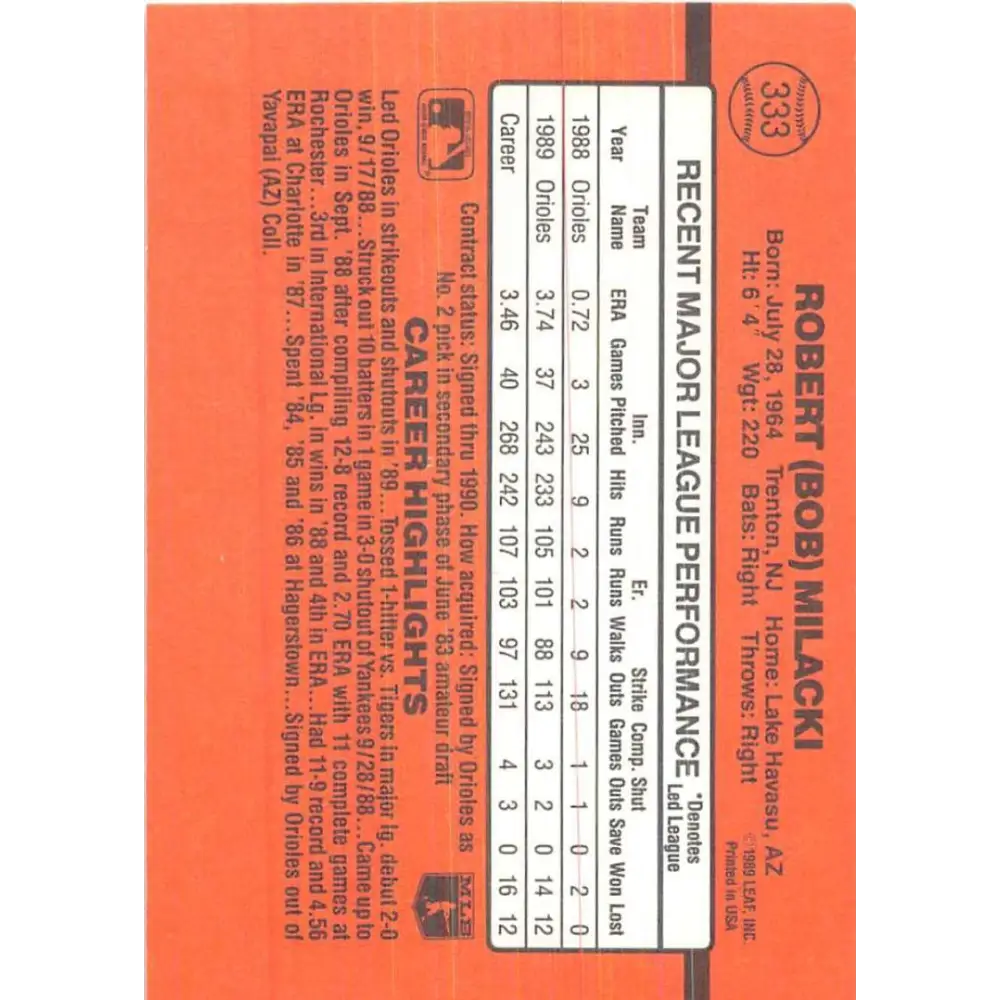 333
ROBERT (BOB) MILACKI
Born: July 28, 1964 Trenton, NJ Home: Lake Havasu, AZ
Ht: 6'4" Wgt: 220 Bats: Right Throws: Right
© 1989 LEAF, INC.
Printed in USA
RECENT MAJOR LEAGUE PERFORMANCE
*Denotes
Led League
Team Inn. Er. Strike Comp. Shut
Year Name ERA Games Pitched Hits Runs Runs Walks Outs Games Outs Save Won Lost
1988 Orioles 0.72 3 25 9 2 2 9 18 1 1 0 2 0
1989 Orioles 3.74 37 243 233 105 101 88 113 3 2 0 14 12
Career 3.46 40 268 242 107 103 97 131 4 3 0 16 12
Contract status: Signed thru 1990. How acquired: Signed by Orioles as
No. 2 pick in secondary phase of June '83 amateur draft
MLB
CAREER HIGHLIGHTS
Led Orioles in strikeouts and shutouts in '89...Tossed 1-hitter vs. Tigers in major lg. debut 2-0
win, 9/17/88...Struck out 10 batters in 1 game in 3-0 shutout of Yankees 9/28/88...Came up to
Orioles in Sept. '88 after compiling 12-8 record and 2.70 ERA with 11 complete games at
Rochester...3rd in International Lg. in wins in '88 and 4th in ERA...Had 11-9 record and 4.56
ERA at Charlotte in '87...Spent '84, '85 and '86 at Hagerstown...Signed by Orioles out of
Yavapai (AZ) Coll.